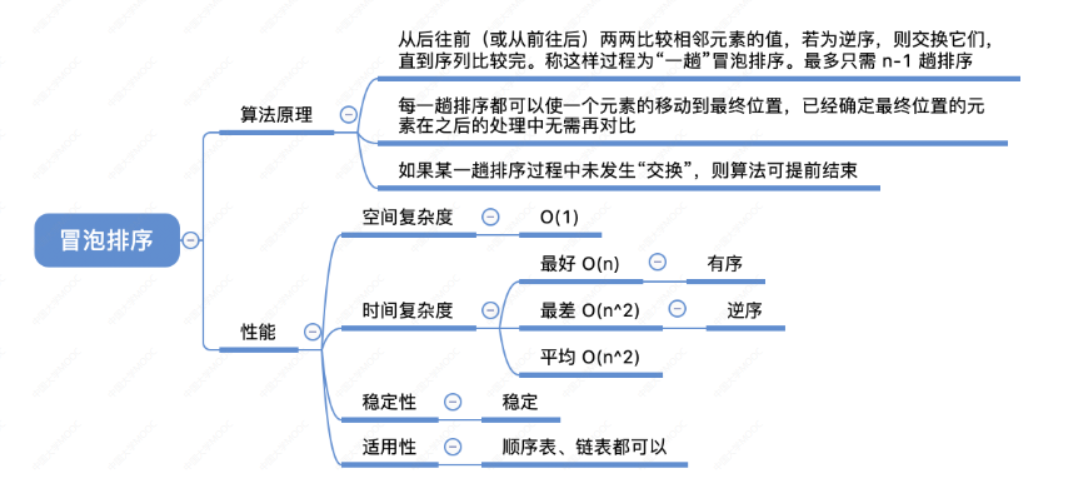 冒泡排序
算法原理
从后往前（或从前往后）两两比较相邻元素的值，若为逆序，则交换它们，
直到序列比较完。称这样过程为“一趟”冒泡排序。最多只需 n-1 趟排序
每一趟排序都可以使一个元素的移动到最终位置，已经确定最终位置的元
素在之后的处理中无需再对比
如果某一趟排序过程中未发生“交换”，则算法可提前结束
性能
空间复杂度
O(1)
时间复杂度
最好 O(n)
有序
最差 O(n^2)
逆序
平均 O(n^2)
稳定性
稳定
适用性
顺序表、链表都可以